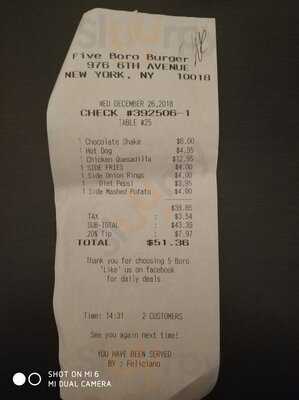 Five Boro Burger
976 6TH AVENUE
NEW YORK, NY 10018
WED DECEMBER 26,2018
CHECK #392506-1
TABLE #25
1 Chocolate Shake $8.00
1 Hot Dog $4.95
1 Chicken Quesadilla $12.95
1 SIDE FRIES $4.00
1 Side Onion Rings $4.00
1 Diet Pepsi $3.95
1 Side Mashed Potato $4.00
$39.85
TAX $3.54
SUB-TOTAL $43.39
20% Tip $7.97
TOTAL $51.36
Thank you for choosing 5 Boro
'Like' us on facebook
for daily deals
Time: 14:31 2 CUSTOMERS
See you again next time!
YOU HAVE BEEN SERVED
BY : Feliciano
SHOT ON MI 6
MI DUAL CAMERA